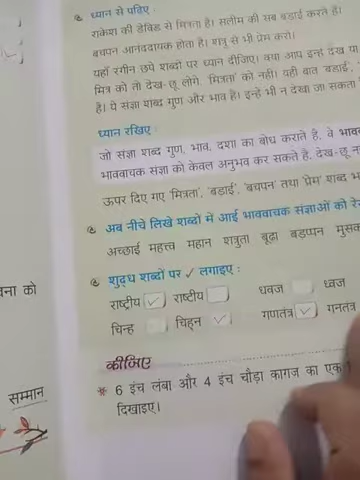 ध्यान से पढ़िए :
राकेश की डेविड से मित्रता है। सलीम की सब बड़ाई करते हैं।
बचपन आनंददायक होता है। शत्रु से भी प्रेम करो।
यहाँ रंगीन छपे शब्दों पर ध्यान दीजिए। क्या आप इन्हें देख या
मित्र को तो देख-छू लोगे, 'मित्रता' को नहीं। यही बात 'बड़ाई',
है। ये संज्ञा शब्द गुण और भाव हैं। इन्हें भी न देखा जा सकता
ध्यान रखिए :
जो संज्ञा शब्द गुण, भाव, दशा का बोध कराते हैं, वे भाव
भाववाचक संज्ञा को केवल अनुभव कर सकते हैं, देख-छू न
ऊपर दिए गए 'मित्रता', 'बड़ाई', 'बचपन' तथा 'प्रेम' शब्द भ
अब नीचे लिखे शब्दों में आई भाववाचक संज्ञाओं को रे
अच्छाई महत्त्व महान शत्रुता बूढ़ा बड़प्पन मुसक
शुद्ध शब्दों पर ✓ लगाइए :
राष्ट्रीय ✓ राष्टीय धवज ध्वज
चिन्ह चिह्न ✓ गणतंत्र ✓ गनतंत्र
वना को
कीजिए
सम्मान
* 6 इंच लंबा और 4 इंच चौड़ा कागज का एक
दिखाइए।